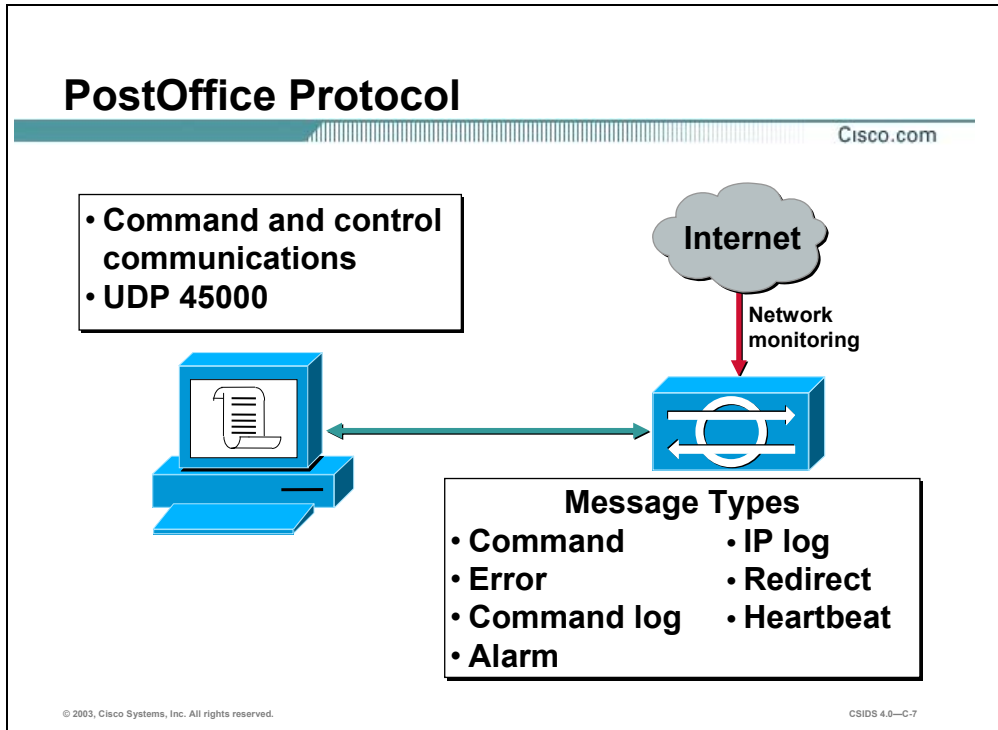 PostOffice Protocol
Cisco.com
• Command and control
communications
• UDP 45000
Internet
Network
monitoring
Message Types
• Command
• Error
• Command log
• Alarm
• IP log
• Redirect
• Heartbeat
© 2003, Cisco Systems, Inc. All rights reserved.
CSIDS 4.0—C-7